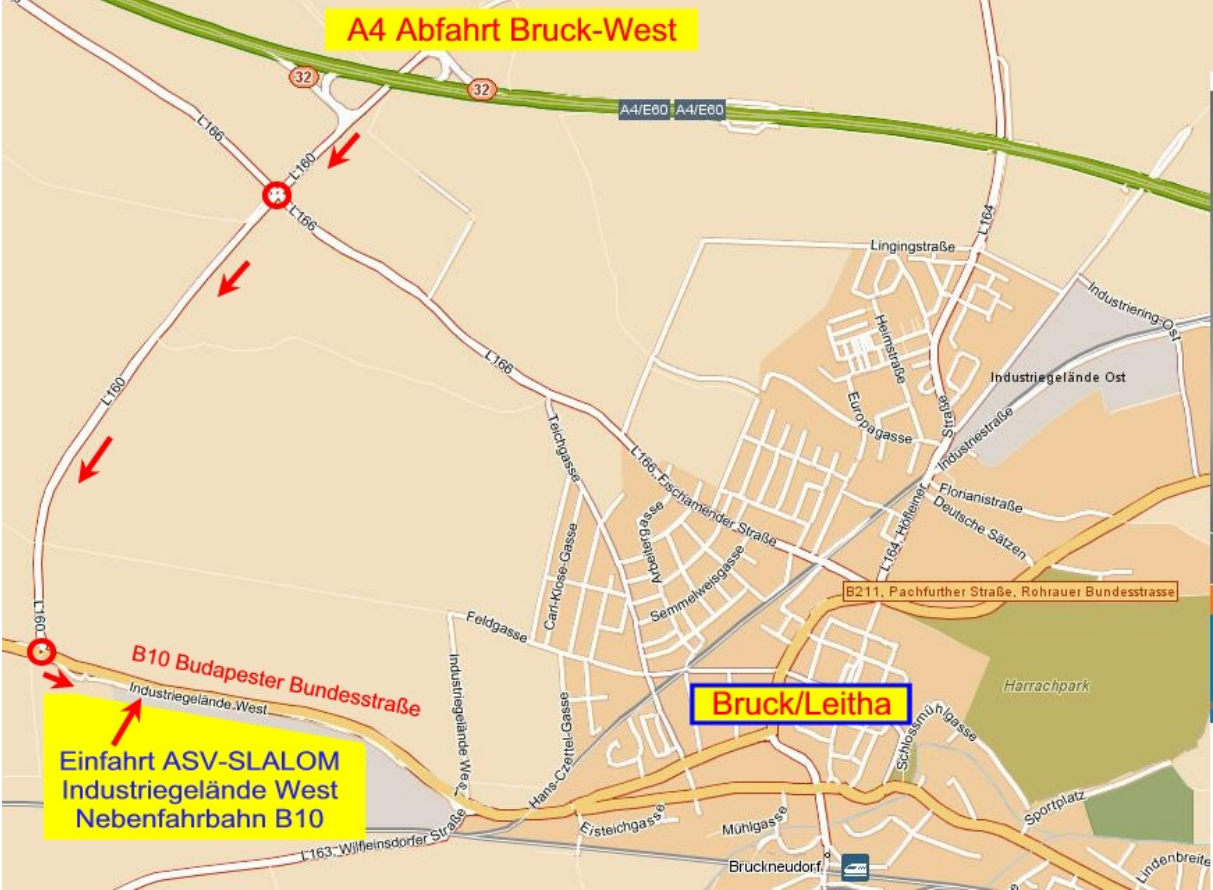 A4 Abfahrt Bruck-West
32
32
A4/E60
A4/E60
L166
L160
L166
L164
Lingingstraße
Industriering-Ost
Heimstraße
L166
L160
Industriegelände Ost
Europagasse
Straße
Industriestraße
Teichgasse
L166, Fischamender Straße
Florianistraße
Deutsche Sätzen
L164, Höfleiner
Arbeitergasse
Carl-Klose-Gasse
Semmelweisgasse
B211, Pachfurther Straße, Rohrauer Bundesstrasse
L160
Feldgasse
B10 Budapester Bundesstraße
Industriegelände West
Industriegelände West
Harrachpark
Bruck/Leitha
Schlossmühlgasse
Einfahrt ASV-SLALOM
Industriegelände West
Nebenfahrbahn B10
Hans-Czettel-Gasse
Eisteichgasse
Mühlgasse
Sportplatz
L163, Wilfleinsdorfer Straße
Bruckneudorf
Lindenbreite